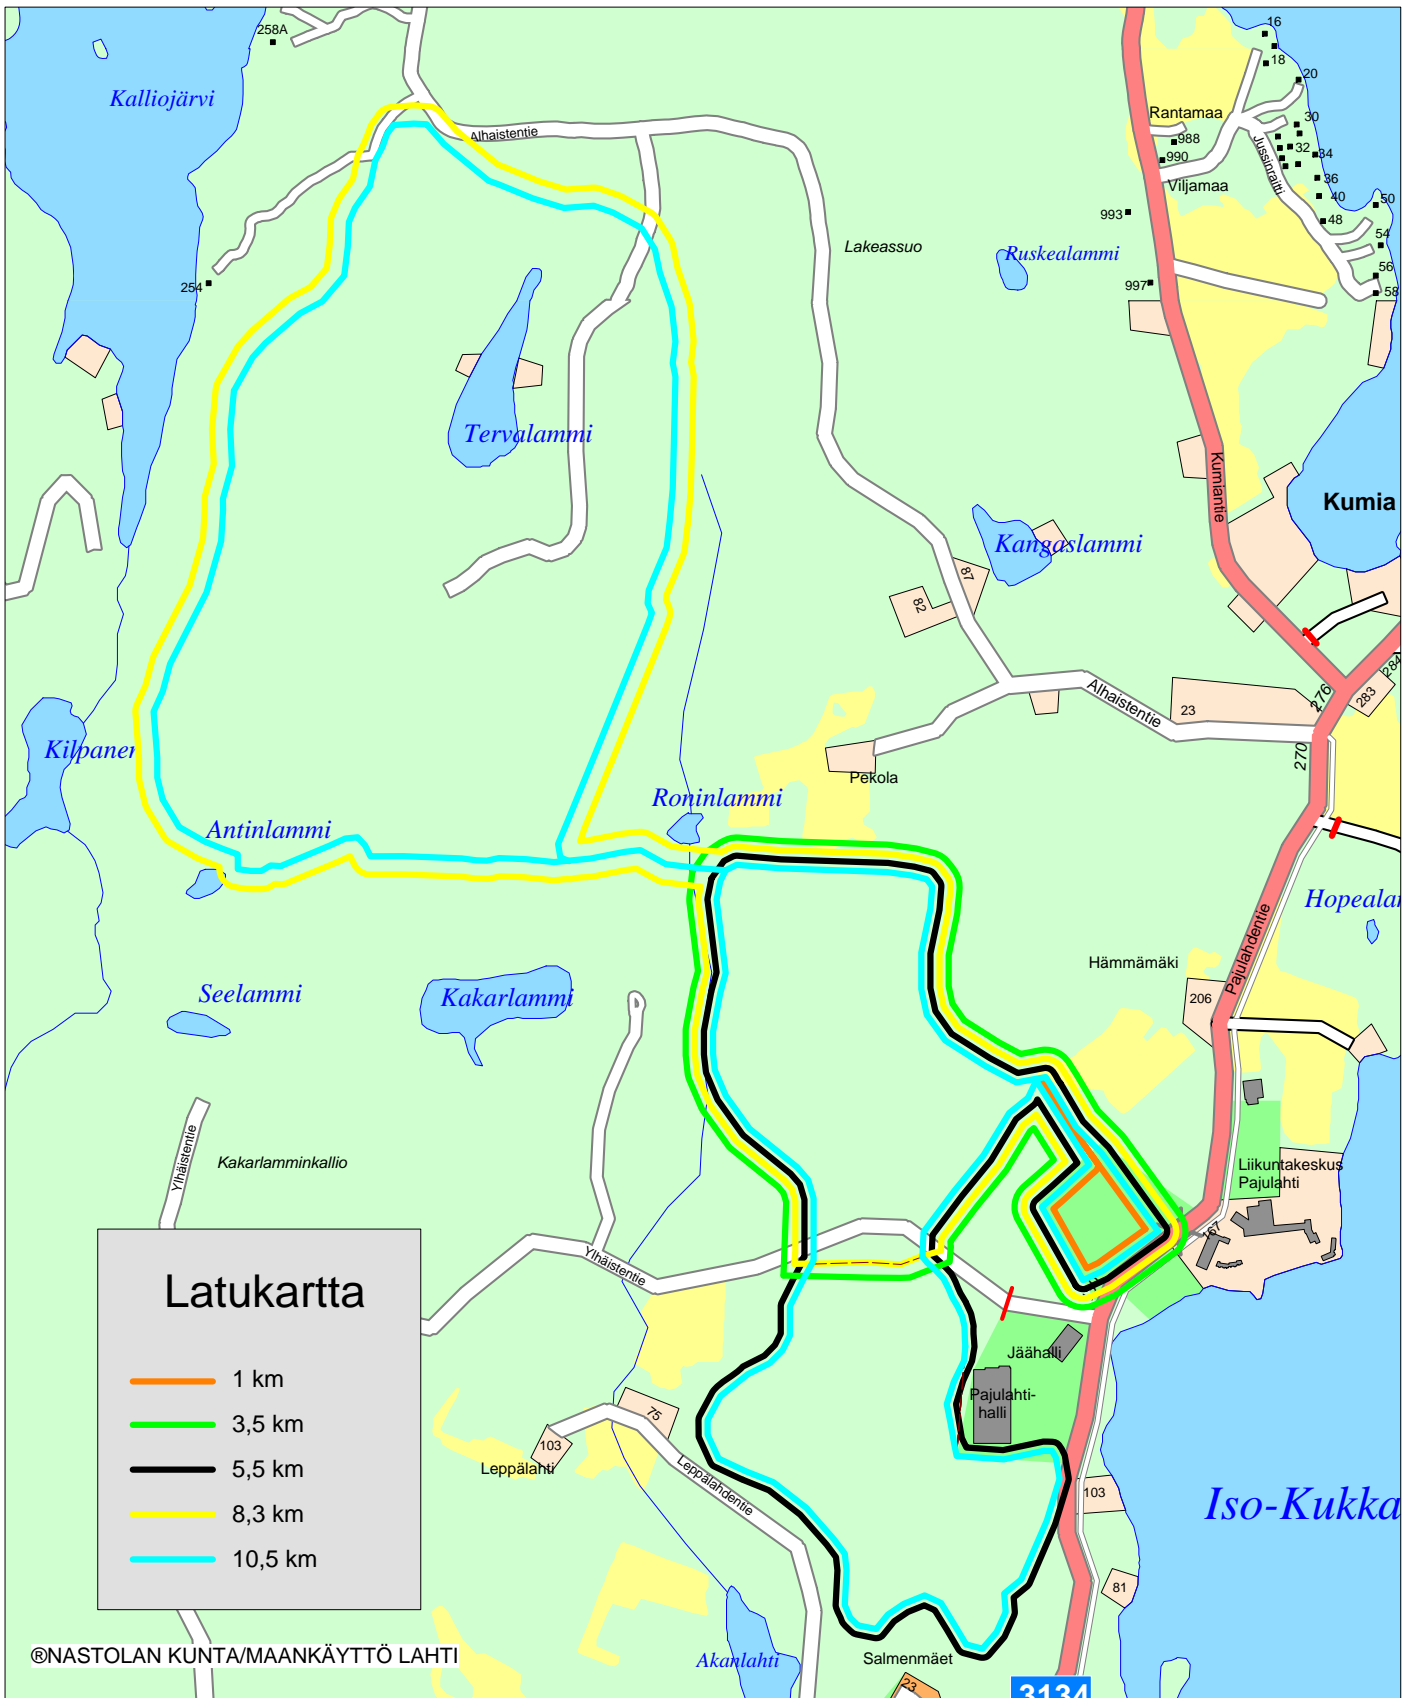 258A
Kalliojärvi
Alhaistentie
254
16
18
20
Rantamaa
30
988
32
34
990
Jussinraitti
Viljamaa
36
40
50
993
48
54
Lakeassuo
Ruskealammi
56
997
58
Tervalammi
Kumiantie
Kumia
Kangaslammi
87
82
284
276
283
Alhaistentie
23
270
Kilpanen
Pekola
Roninlammi
Antinlammi
Pajulahdentie
Hämmämäki
Seelammi
Kakarlammi
206
Ylhäistentie
Kakarlamminkallio
Liikuntakeskus
Pajulahti
167
Ylhäistentie
Latukartta
1 km
3,5 km
5,5 km
8,3 km
10,5 km
Jäähalli
Pajulahti-
halli
75
103
Leppälahti
Leppälahdentie
103
Iso-Kukka
81
®NASTOLAN KUNTA/MAANKÄYTTÖ LAHTI
Akanlahti
Salmenmäet
23
3134